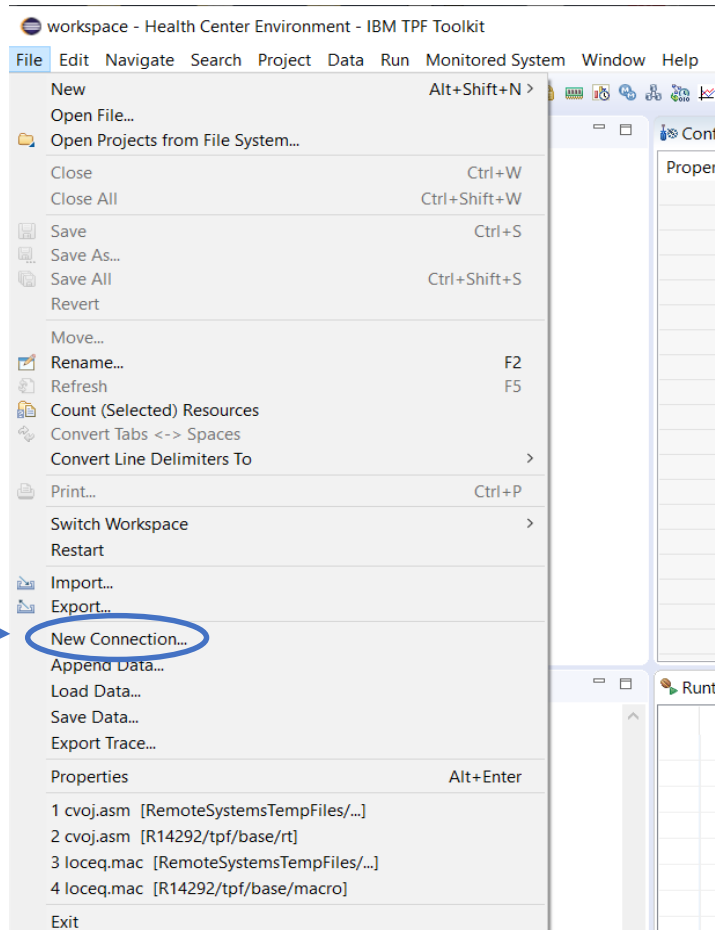 workspace - Health Center Environment - IBM TPF Toolkit
File Edit Navigate Search Project Data Run Monitored System Window Help
New Alt+Shift+N >
Open File...
Open Projects from File System...
Close Ctrl+W
Close All Ctrl+Shift+W
Save Ctrl+S
Save As...
Save All Ctrl+Shift+S
Revert
Move...
Rename... F2
Refresh F5
Count (Selected) Resources
Convert Tabs <-> Spaces
Convert Line Delimiters To >
Print... Ctrl+P
Switch Workspace >
Restart
Import...
Export...
New Connection...
Append Data...
Load Data...
Save Data...
Export Trace...
Properties Alt+Enter
1 cvoj.asm [RemoteSystemsTempFiles/...]
2 cvoj.asm [R14292/tpf/base/rt]
3 loceq.mac [RemoteSystemsTempFiles/...]
4 loceq.mac [R14292/tpf/base/macro]
Exit